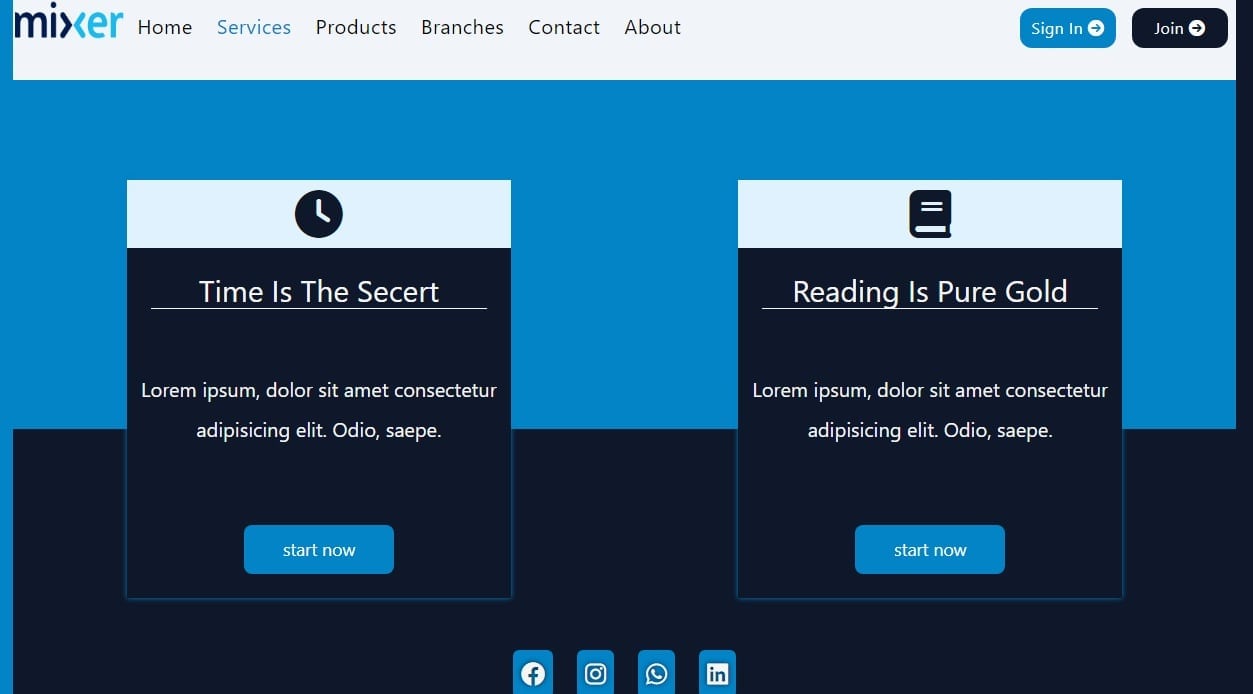 mixer Home Services Products Branches Contact About Sign In Join
Time Is The Secert
Lorem ipsum, dolor sit amet consectetur
adipisicing elit. Odio, saepe.
start now
Reading Is Pure Gold
Lorem ipsum, dolor sit amet consectetur
adipisicing elit. Odio, saepe.
start now
in